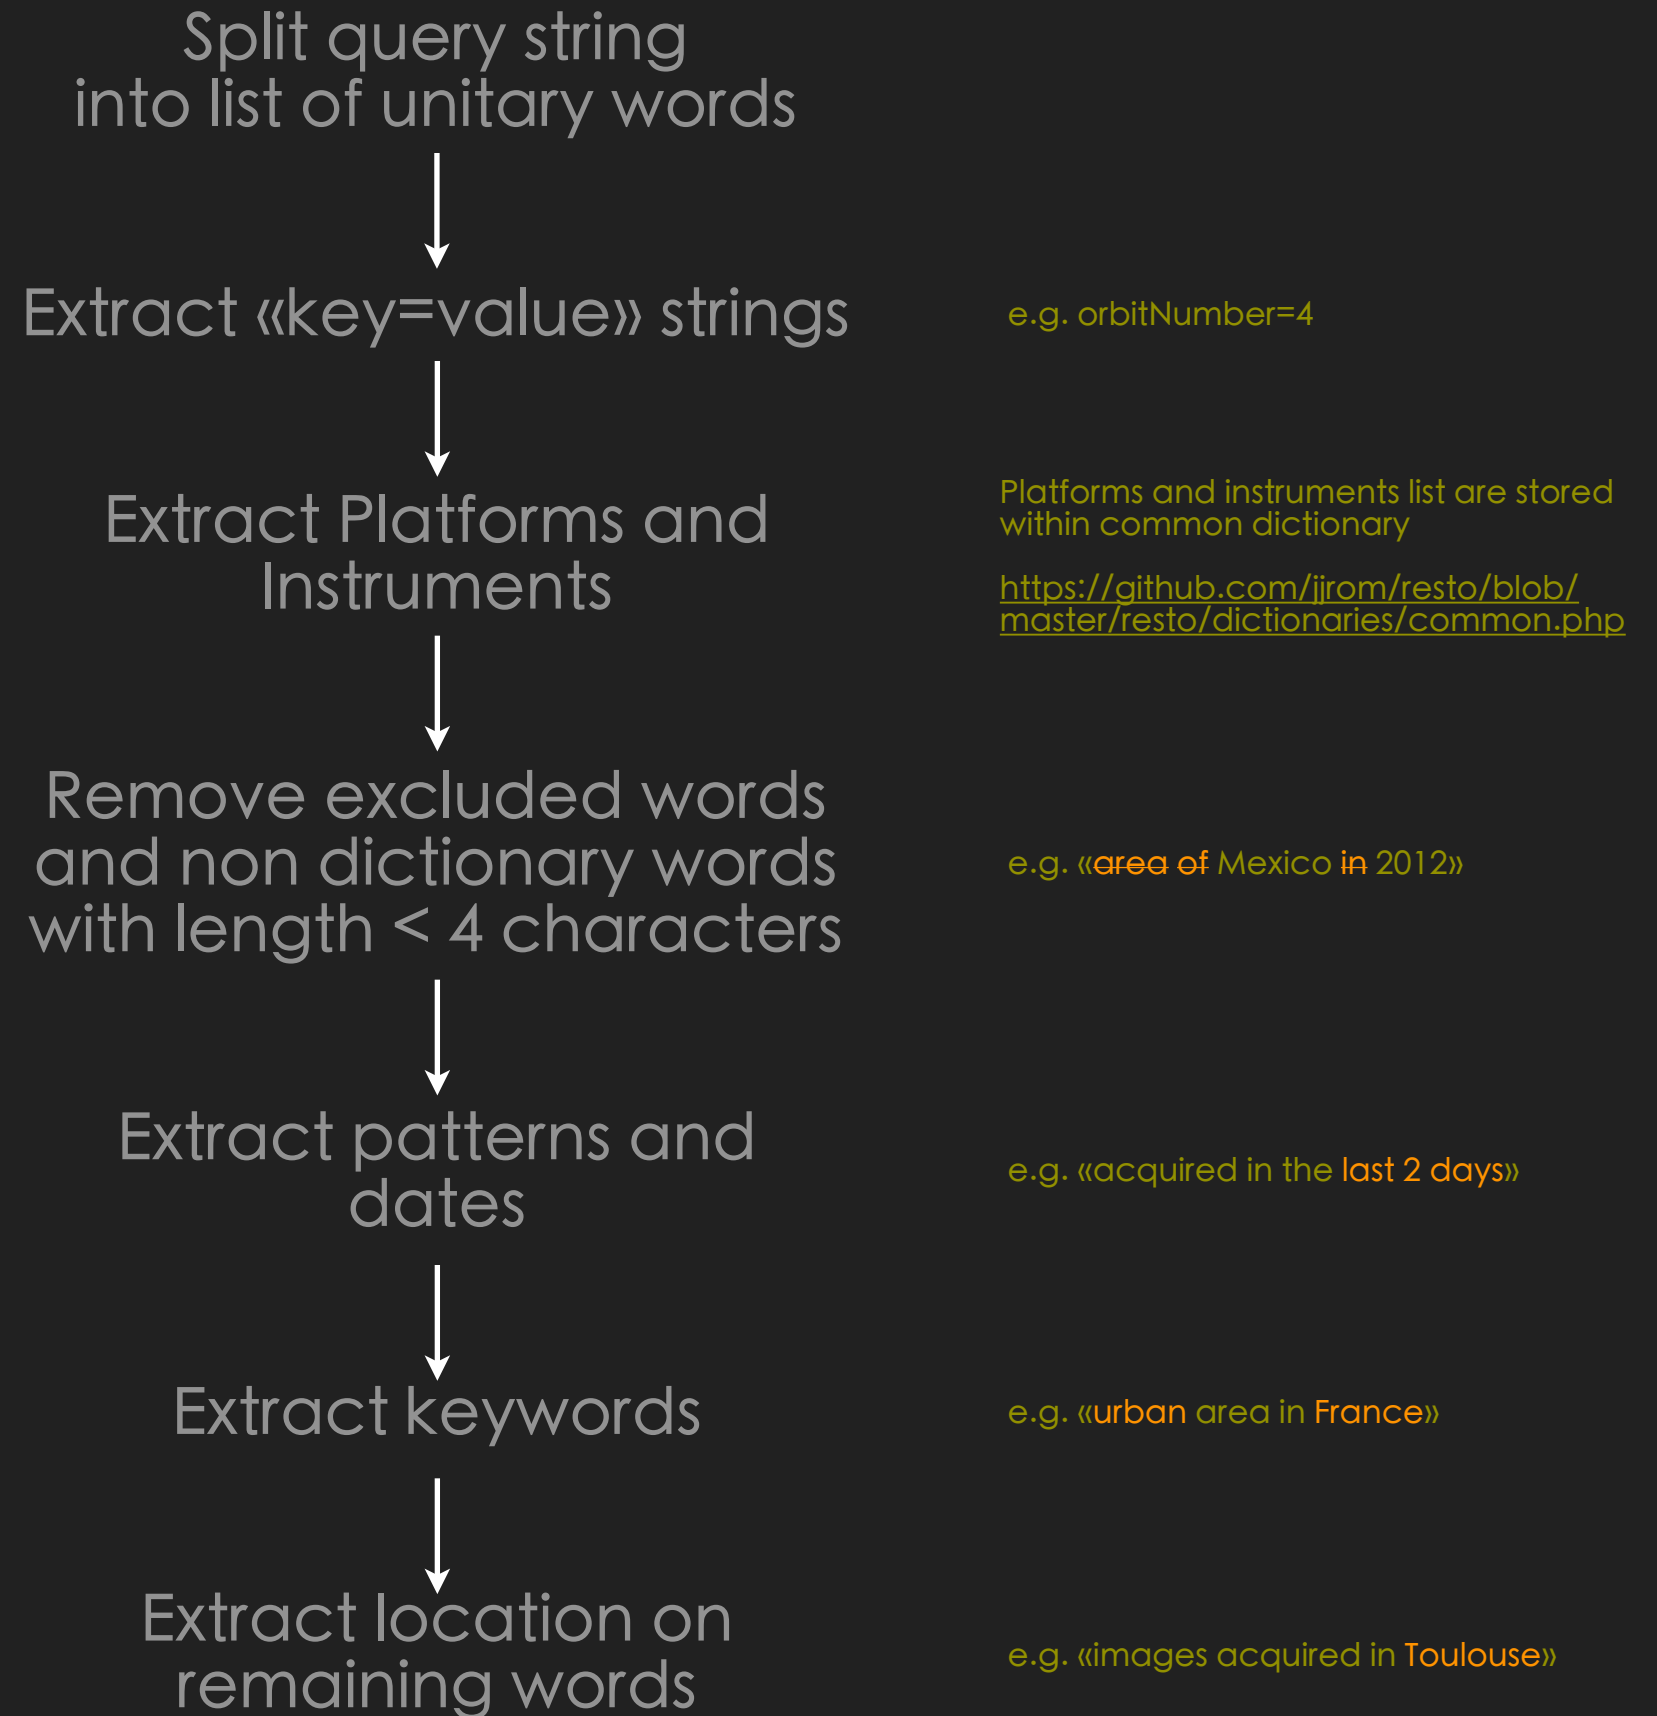 Split query string
into list of unitary words
Extract «key=value» strings
e.g. orbitNumber=4
Extract Platforms and
Instruments
Platforms and instruments list are stored
within common dictionary
https://github.com/jjrom/resto/blob/
master/resto/dictionaries/common.php
Remove excluded words
and non dictionary words
with length < 4 characters
e.g. «area of Mexico in 2012»
Extract patterns and
dates
e.g. «acquired in the last 2 days»
Extract keywords
e.g. «urban area in France»
Extract location on
remaining words
e.g. «images acquired in Toulouse»